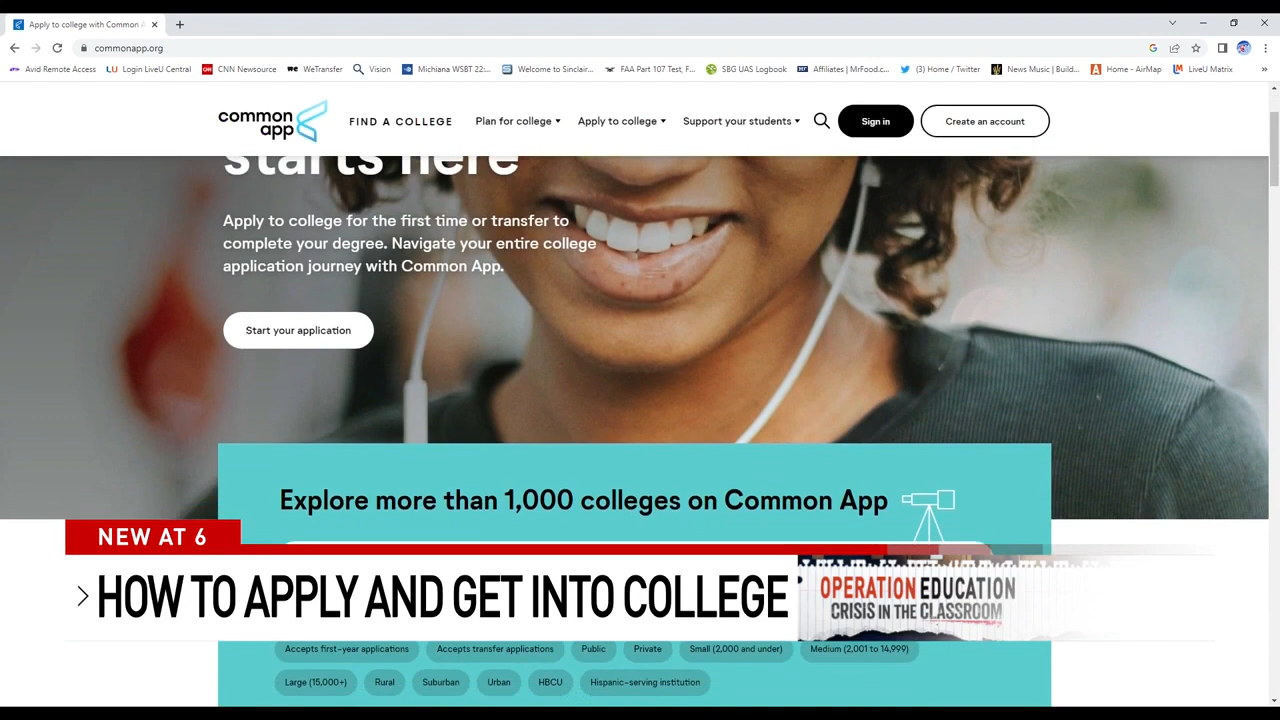 Apply to college with Common A
commonapp.org
Avid Remote Access
LU Login LiveU Central
CNN CNN Newsource
we WeTransfer
Vision
Michiana WSBT 22:...
Welcome to Sinclair...
FAA Part 107 Test, F...
SBG UAS Logbook
Affiliates | MrFood.c...
(3) Home / Twitter
News Music | Build...
Home - AirMap
LiveU Matrix
common app
FIND A COLLEGE
Plan for college
Apply to college
Support your students
Sign in
Create an account
starts here
Apply to college for the first time or transfer to
complete your degree. Navigate your entire college
application journey with Common App.
Start your application
Explore more than 1,000 colleges on Common App
NEW AT 6
HOW TO APPLY AND GET INTO COLLEGE
OPERATION EDUCATION
CRISIS IN THE CLASSROOM
Accepts first-year applications
Accepts transfer applications
Public
Private
Small (2,000 and under)
Medium (2,001 to 14,999)
Large (15,000+)
Rural
Suburban
Urban
HBCU
Hispanic-serving institution